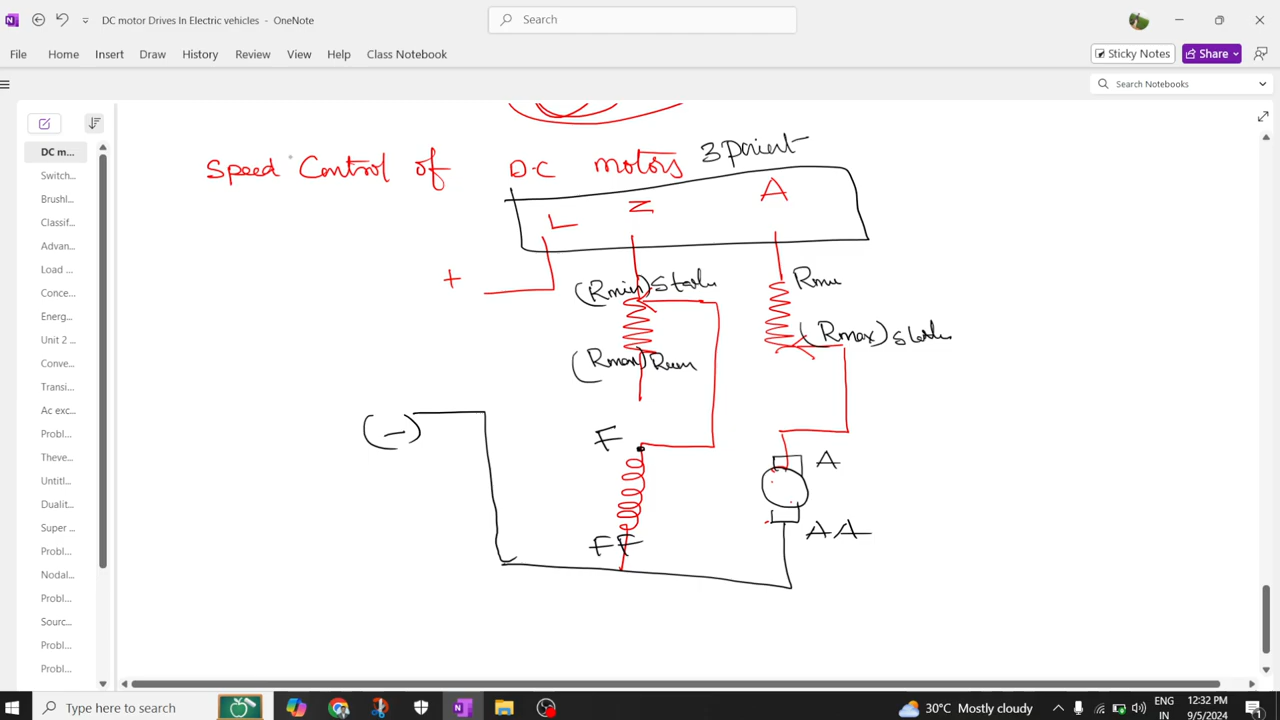 DC motor Drives In Electric vehicles - OneNote
Search
File Home Insert Draw History Review View Help Class Notebook
Sticky Notes
Share
Search Notebooks
DC m...
Switch...
Brushl...
Classif...
Advan...
Load ...
Conce...
Energ...
Unit 2 ...
Conve...
Transi...
Ac exc...
Probl...
Theve...
Untitl...
Dualit...
Super ...
Probl...
Nodal...
Probl...
Sourc...
Probl...
Probl...
Speed Control of D.C motors 3 Point
L Z A
+
(Rmin)
(Rmax) Run
(Rmax)
(-)
F
A
FF
AA
Type here to search
30°C Mostly cloudy
ENG
IN
12:32 PM
9/5/2024
1